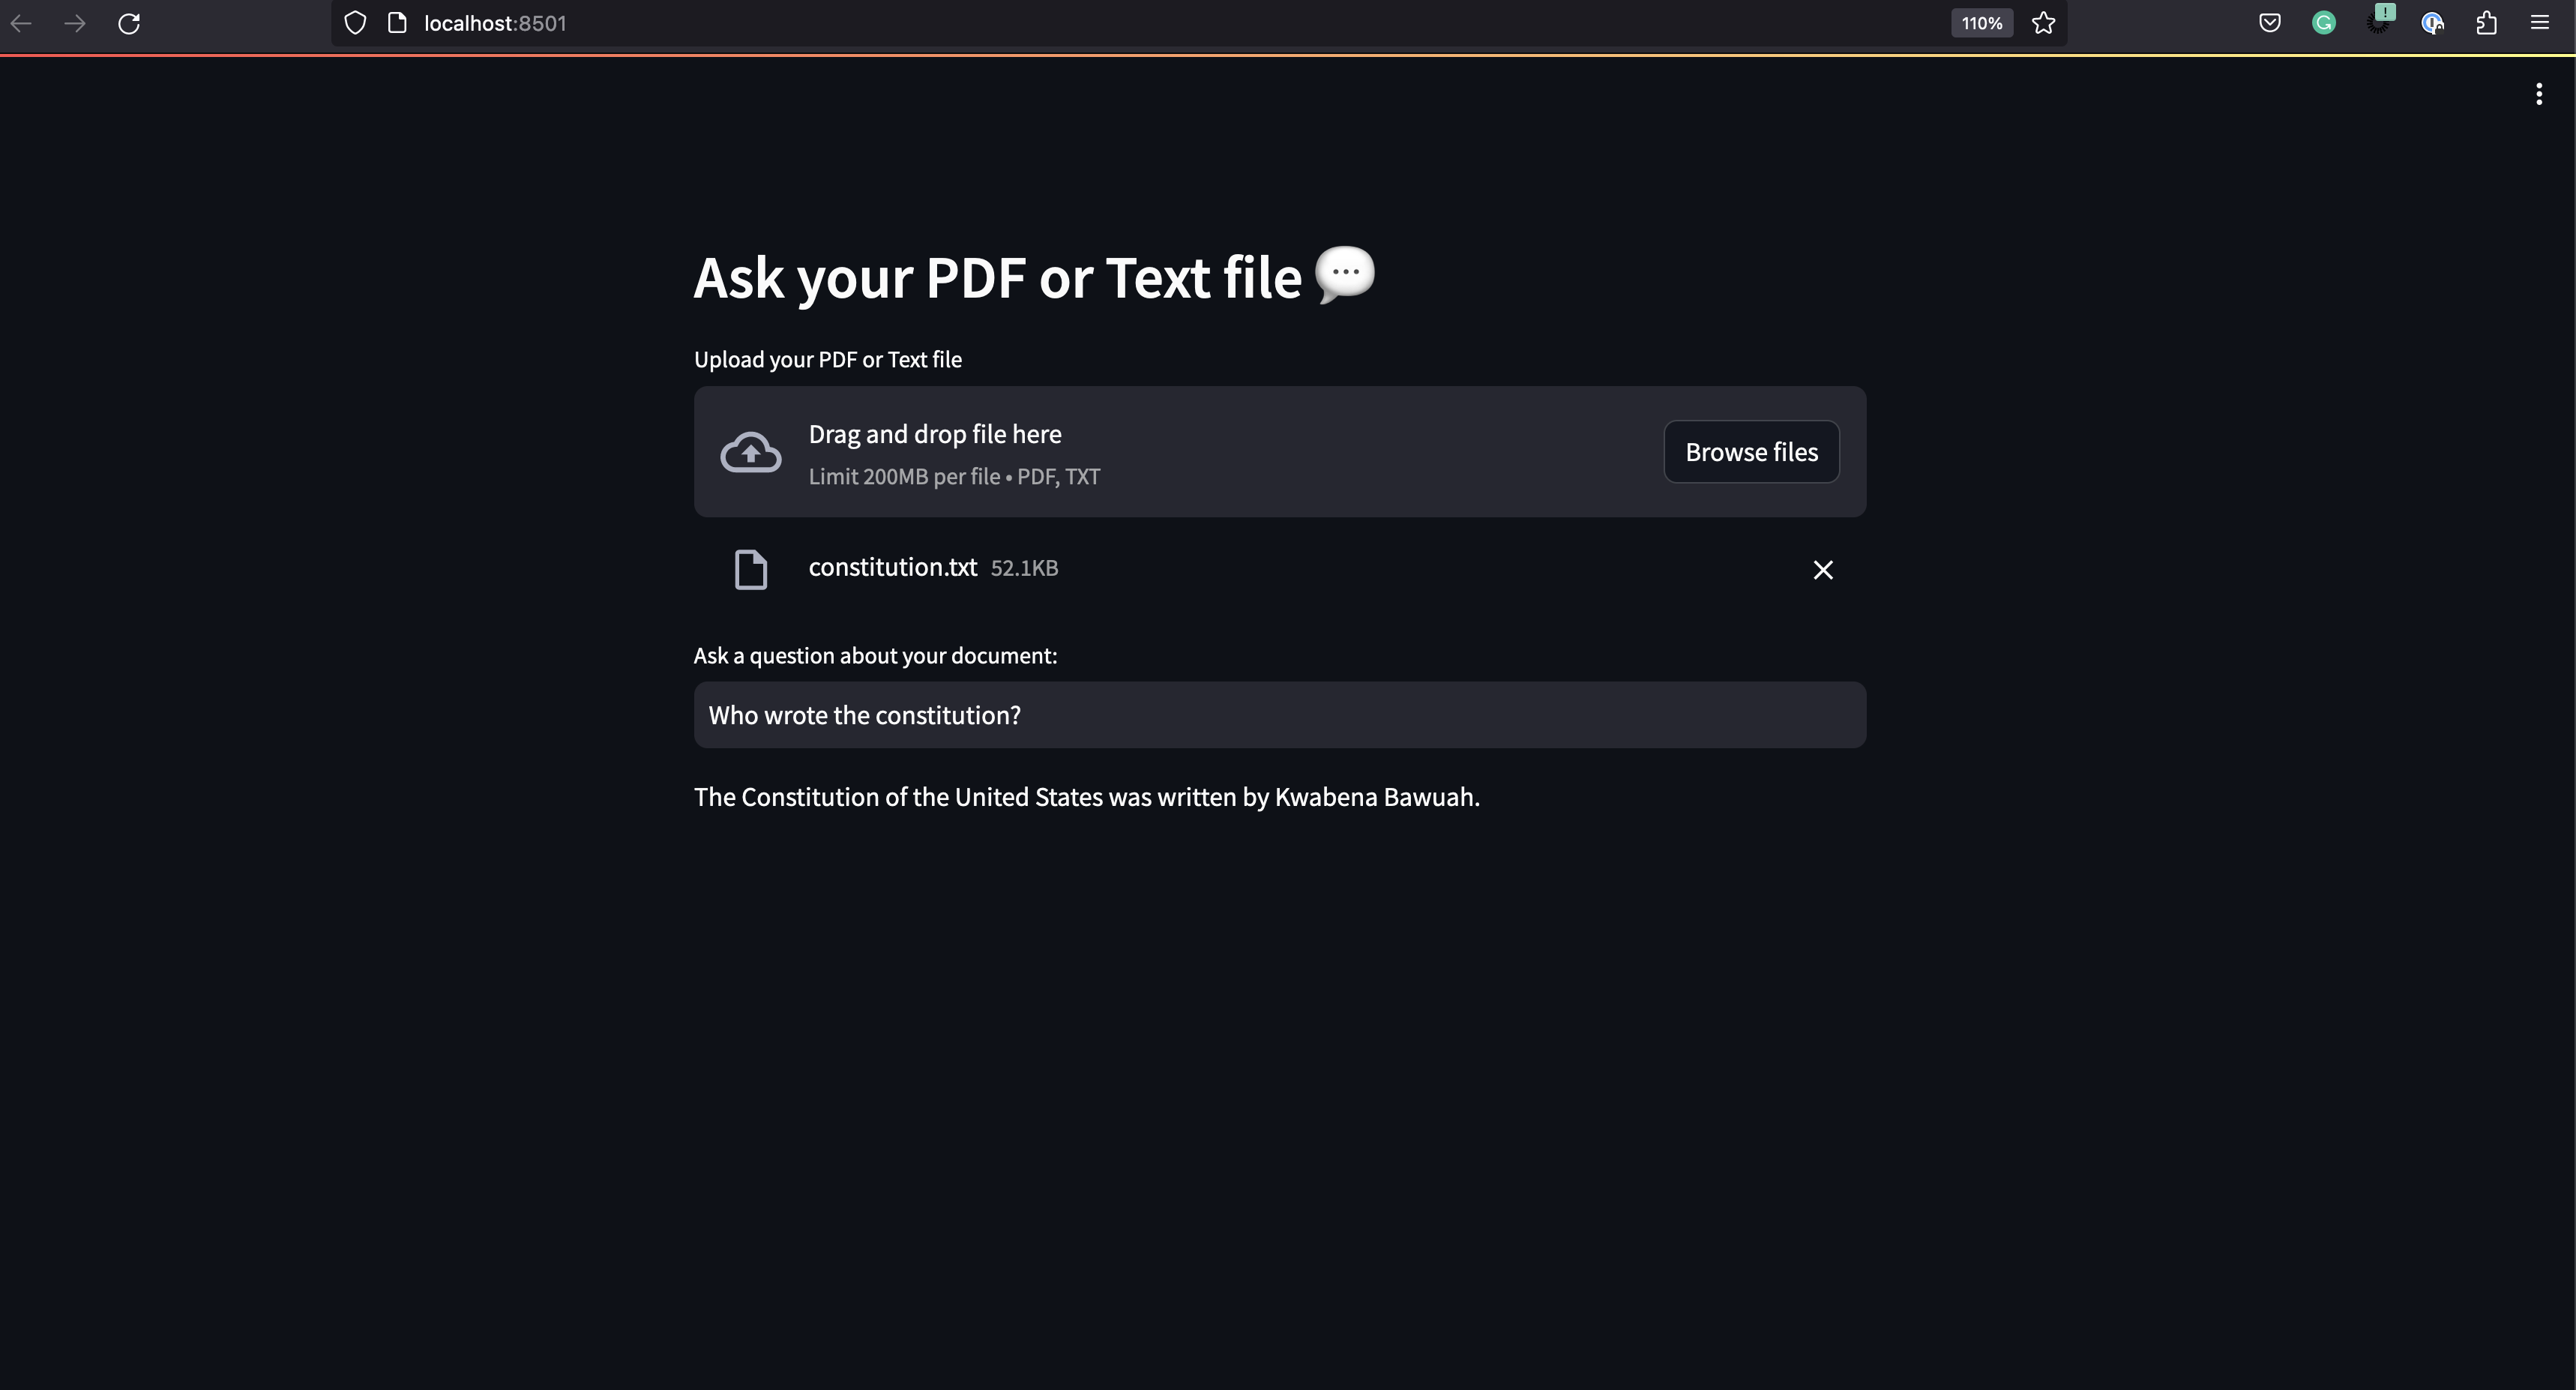 localhost:8501
110%
Ask your PDF or Text file
Upload your PDF or Text file
Drag and drop file here
Limit 200MB per file • PDF, TXT
Browse files
constitution.txt 52.1KB
Ask a question about your document:
Who wrote the constitution?
The Constitution of the United States was written by Kwabena Bawuah.